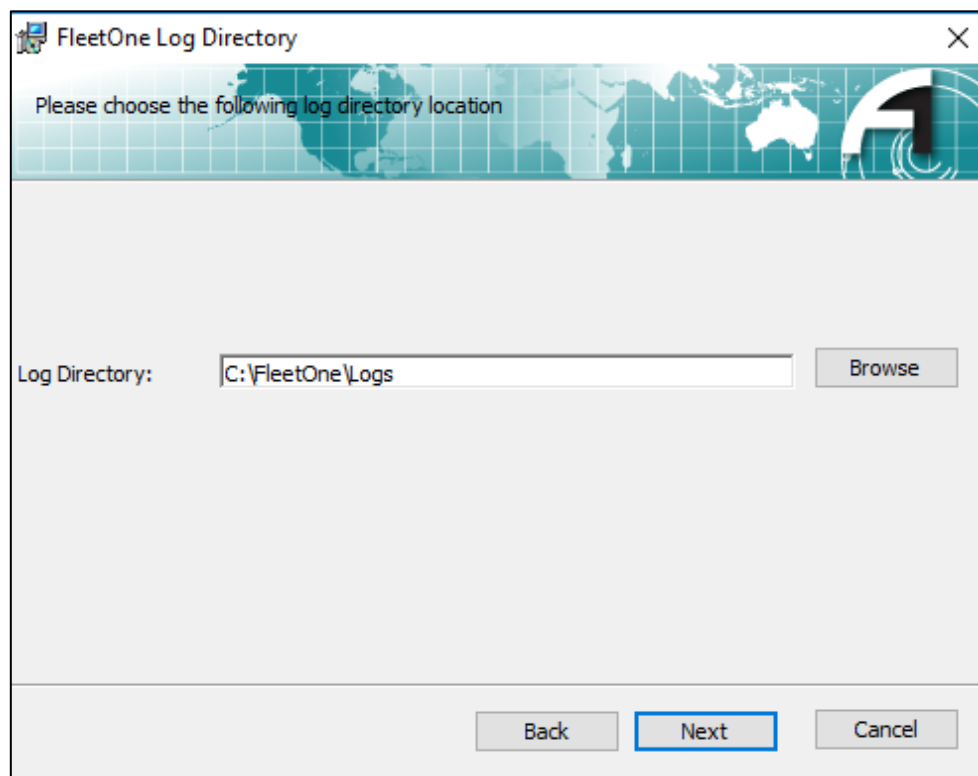 FleetOne Log Directory
Please choose the following log directory location
Log Directory: C:\FleetOne\Logs Browse
Back Next Cancel